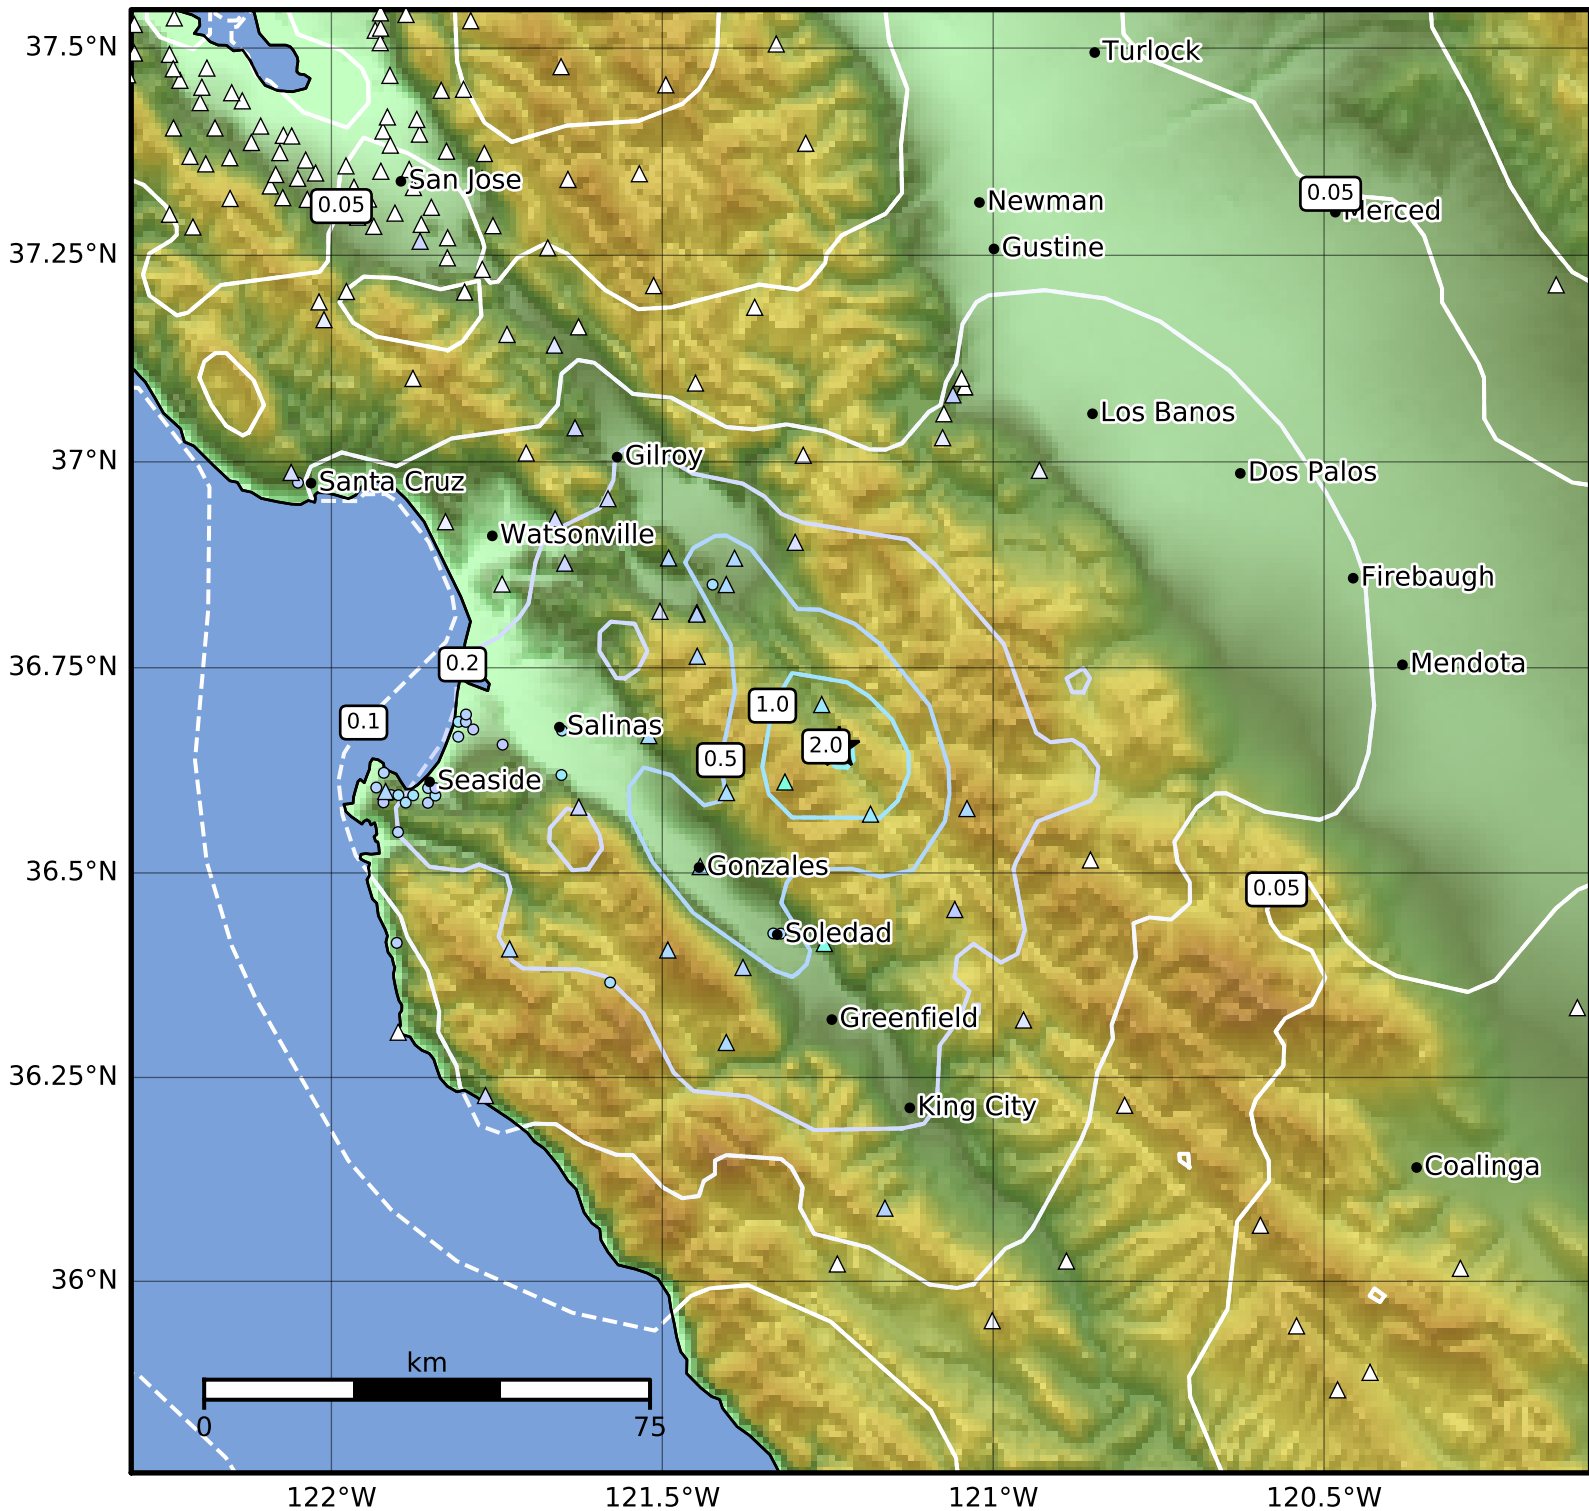 37.5°N
Turlock
San Jose
0.05
0.05
Merced
Newman
37.25°N
Gustine
Los Banos
37°N
Gilroy
Santa Cruz
Dos Palos
Watsonville
Firebaugh
36.75°N
0.2
Mendota
0.1
1.0
Salinas
2.0
0.5
Seaside
36.5°N
Gonzales
0.05
Soledad
Greenfield
36.25°N
King City
Coalinga
36°N
km
0
75
122°W
121.5°W
121°W
120.5°W